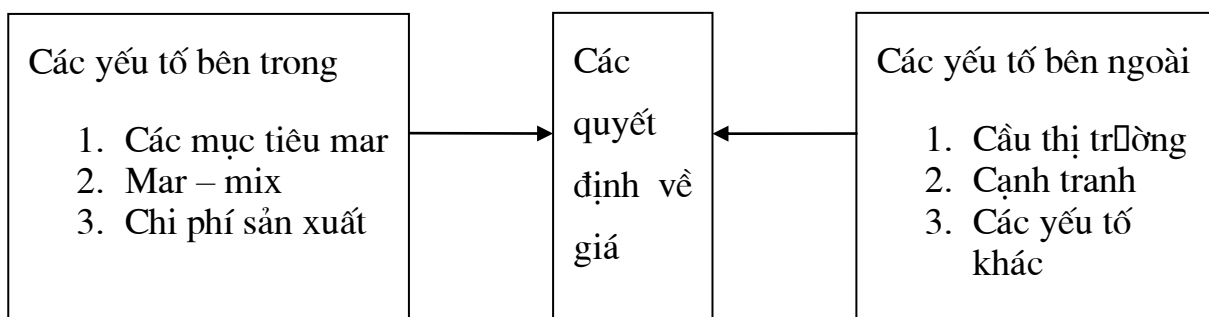 Các yếu tố bên trong
1. Các mục tiêu mar
2. Mar – mix
3. Chi phí sản xuất
Các
quyết
định về
giá
Các yếu tố bên ngoài
1. Cầu thị tr▯ờng
2. Cạnh tranh
3. Các yếu tố
khác